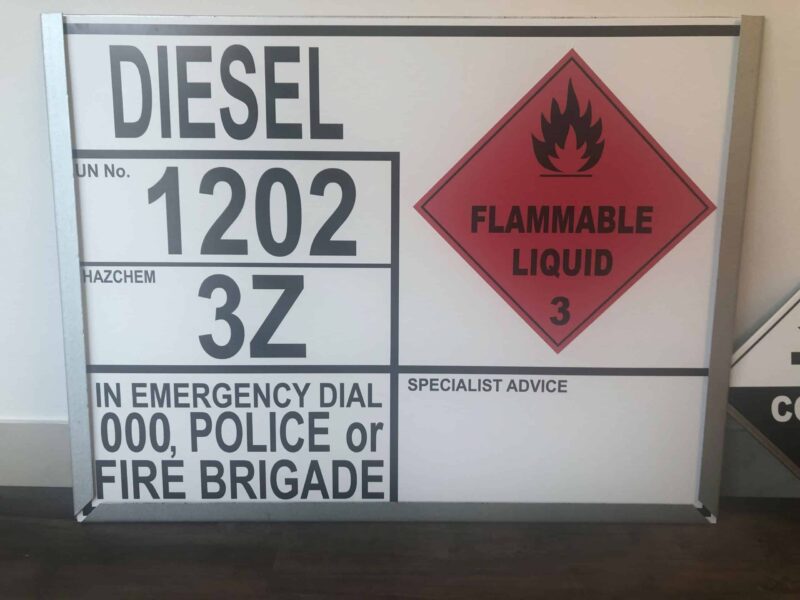 DIESEL
UN No.
1202
HAZCHEM
3Z
IN EMERGENCY DIAL
000, POLICE or
FIRE BRIGADE
FLAMMABLE
LIQUID
3
SPECIALIST ADVICE